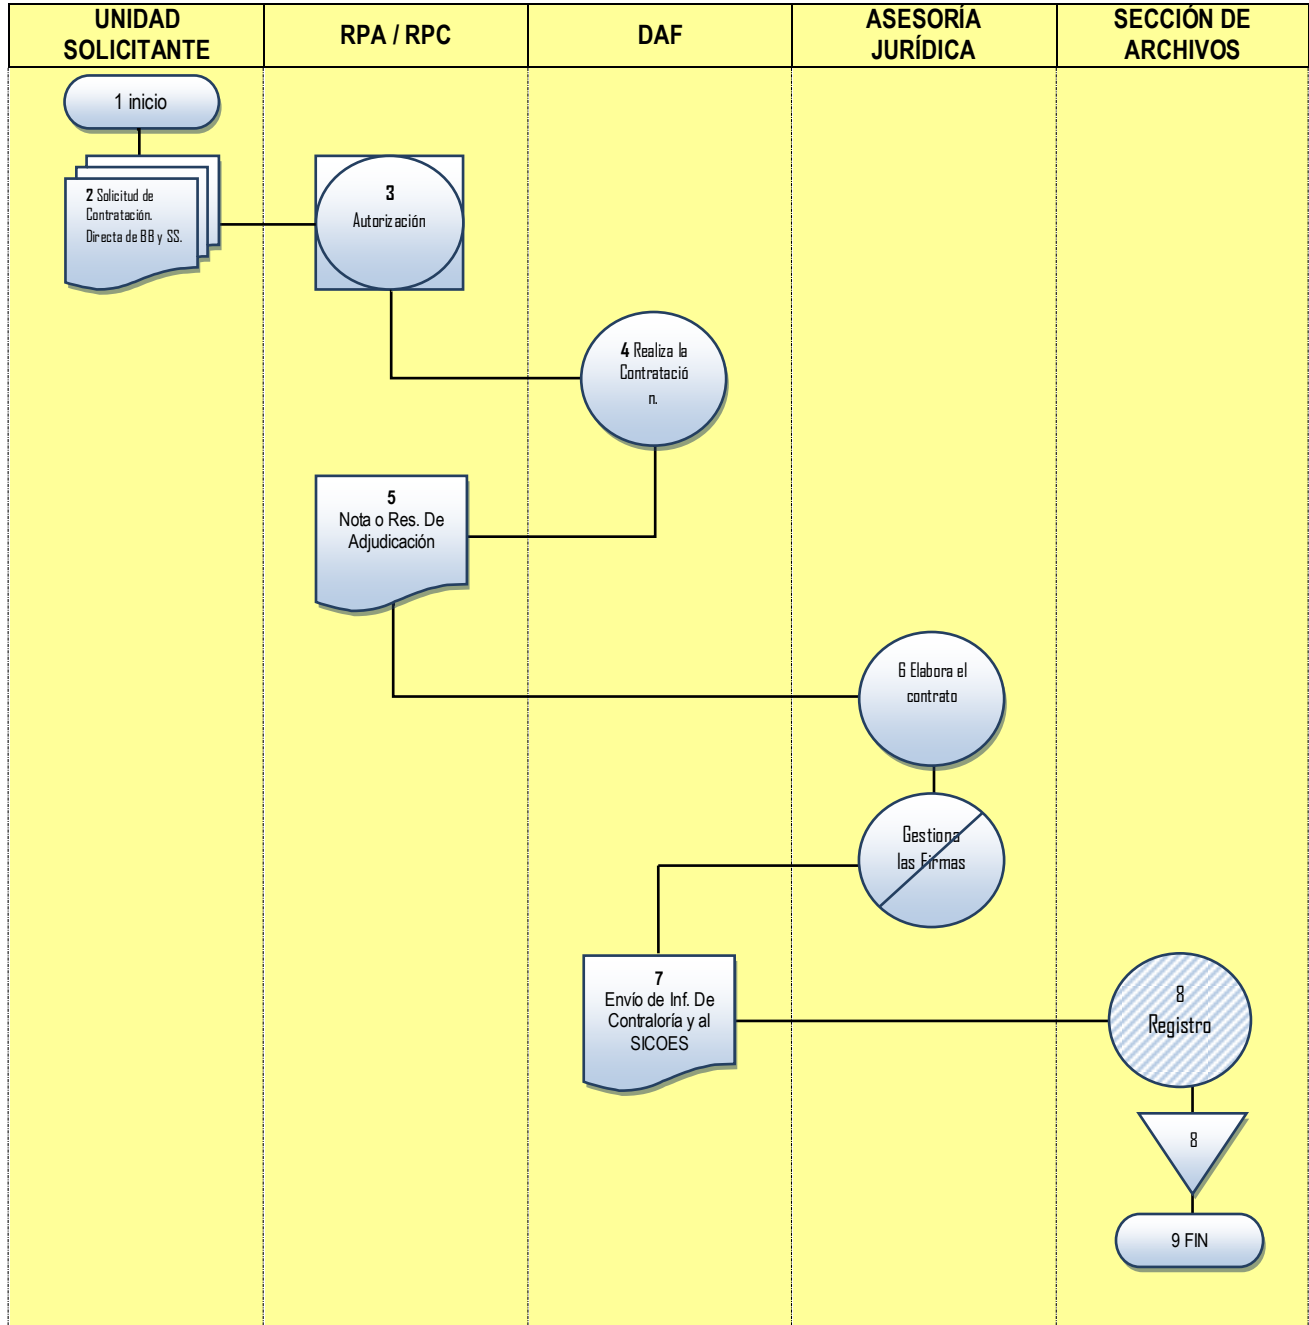 UNIDAD
SOLICITANTE
RPA / RPC
DAF
ASESORÍA
JURÍDICA
SECCIÓN DE
ARCHIVOS
1 inicio
2 Solicitud de
Contratación.
Directa de BB y SS.
3
Autorización
4 Realiza la
Contratació
n.
5
Nota o Res. De
Adjudicación
6 Elabora el
contrato
Gestiona
las Firmas
7
Envío de Inf. De
Contraloría y al
SICOES
8
Registro
8
9 FIN